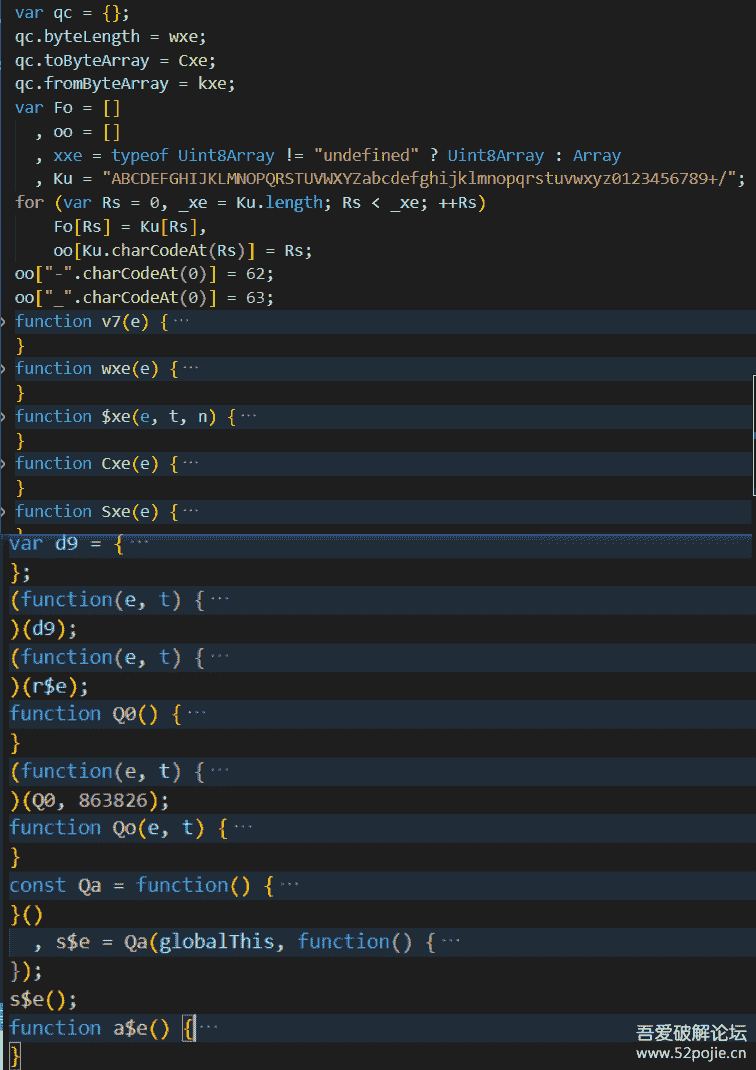 var qc = {};
qc.byteLength = wxe;
qc.toByteArray = Cxe;
qc.fromByteArray = kxe;
var Fo = []
, oo = []
, xxe = typeof Uint8Array != "undefined" ? Uint8Array : Array
, Ku = "ABCDEFGHIJKLMNOPQRSTUVWXYZabcdefghijklmnopqrstuvwxyz0123456789+/";
for (var Rs = 0, _xe = Ku.length; Rs < _xe; ++Rs)
Fo[Rs] = Ku[Rs],
oo[Ku.charCodeAt(Rs)] = Rs;
oo["-".charCodeAt(0)] = 62;
oo["_".charCodeAt(0)] = 63;
function v7(e) {···
}
function wxe(e) {···
}
function $xe(e, t, n) {···
}
function Cxe(e) {···
}
function Sxe(e) {···
}
var d9 = {···
};
(function(e, t) {···
)(d9);
(function(e, t) {···
)(r$e);
function Q0() {···
}
(function(e, t) {···
)(Q0, 863826);
function Qo(e, t) {···
}
const Qa = function() {···
}()
, s$e = Qa(globalThis, function() {···
});
s$e();
function a$e() {···
}
吾爱破解论坛
www.52pojie.cn